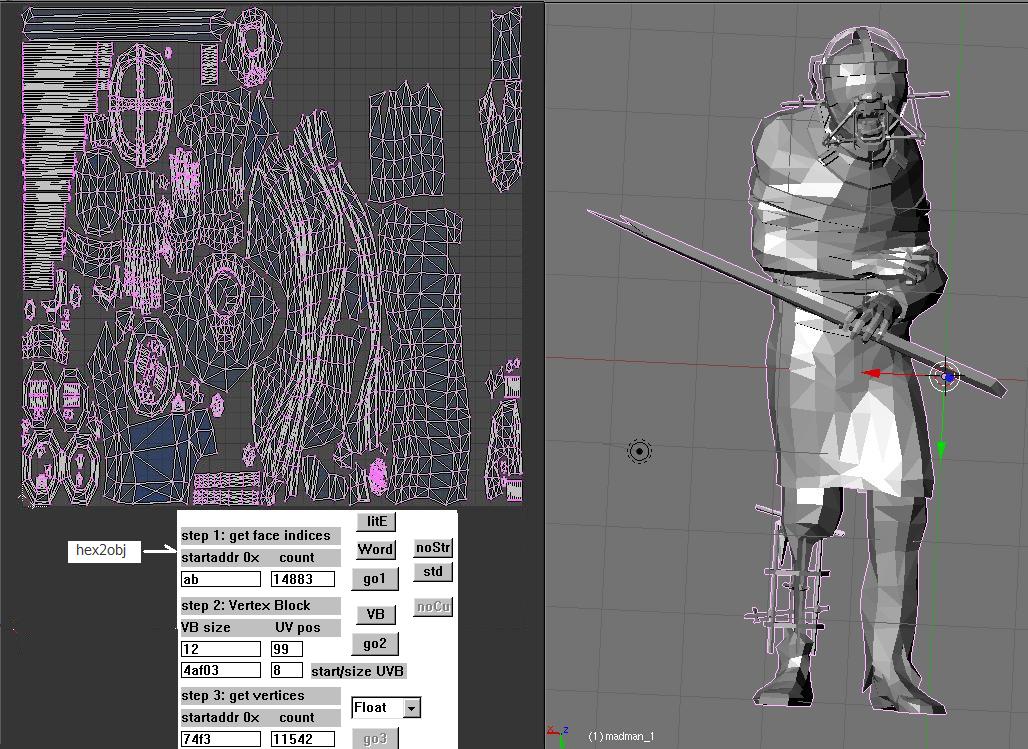 litE
step 1: get face indices
hex2obj
Word
noStr
startaddr 0x count
std
ab 14883
go1
step 2: Vertex Block
noCu
VB
VB size UV pos
12 99
go2
4af03 8 start/size UVB
step 3: get vertices
Float
startaddr 0x count
74f3 11542
go3
x z
(1) madman_1